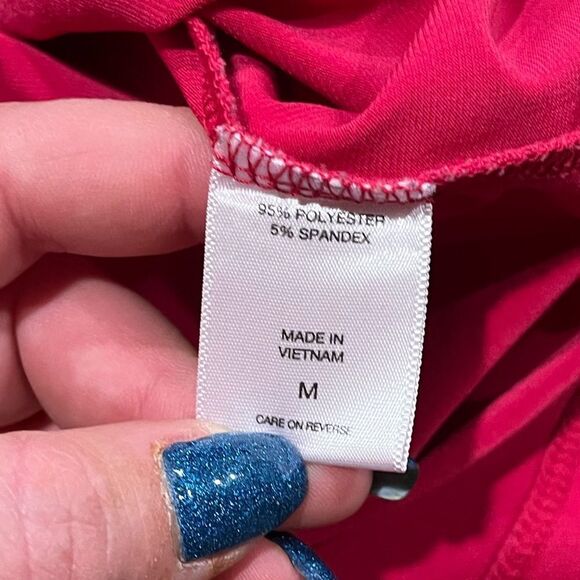 95% POLYESTER
5% SPANDEX
MADE IN
VIETNAM
M
CARE ON REVERSE